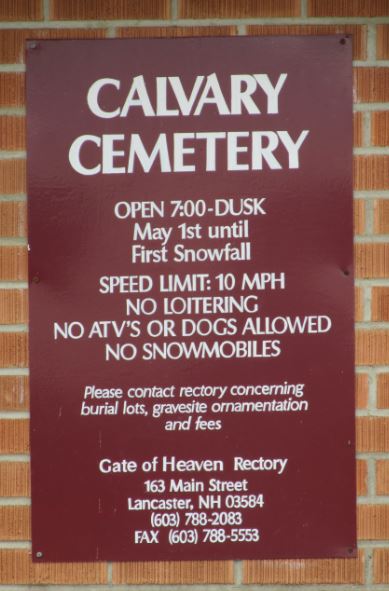 CALVARY
CEMETERY
OPEN 7:00-DUSK
May 1st until
First Snowfall
SPEED LIMIT: 10 MPH
NO LOITERING
NO ATV'S OR DOGS ALLOWED
NO SNOWMOBILES
Please contact rectory concerning
burial lots, gravesite ornamentation
and fees
Gate of Heaven Rectory
163 Main Street
Lancaster, NH 03584
(603) 788-2083
FAX (603) 788-5553